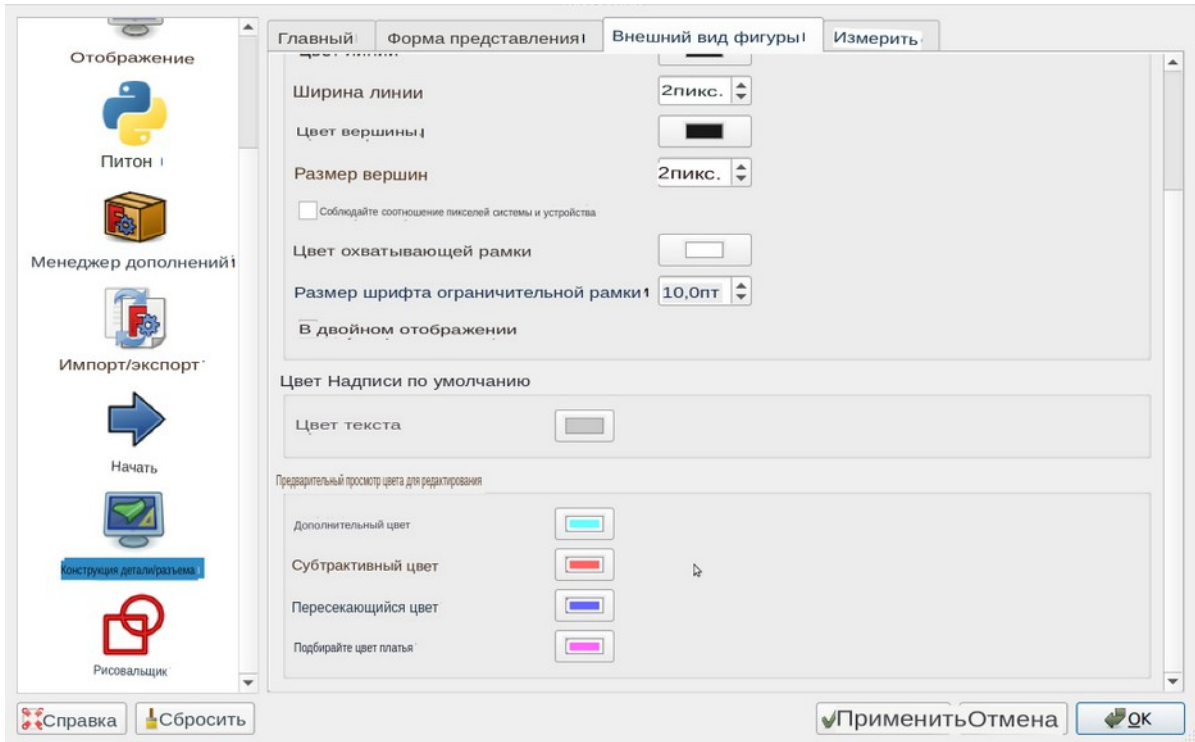 Отображение
Питон
Менеджер дополнений
Импорт/экспорт
Начать
Конструкция детали/разъема
Рисовальщик
Главный
Форма представления
Внешний вид фигуры
Измерить
Ширина линии
2пикс.
Цвет вершины
Размер вершин
2пикс.
Соблюдайте соотношение пикселей системы и устройства
Цвет охватывающей рамки
Размер шрифта ограничительной рамки
10,0пт
В двойном отображении
Цвет Надписи по умолчанию
Цвет текста
Предварительный просмотр цвета для редактирования
Дополнительный цвет
Субтрактивный цвет
Пересекающийся цвет
Подбирайте цвет платья
Справка
Сбросить
Применить
Отмена
OK